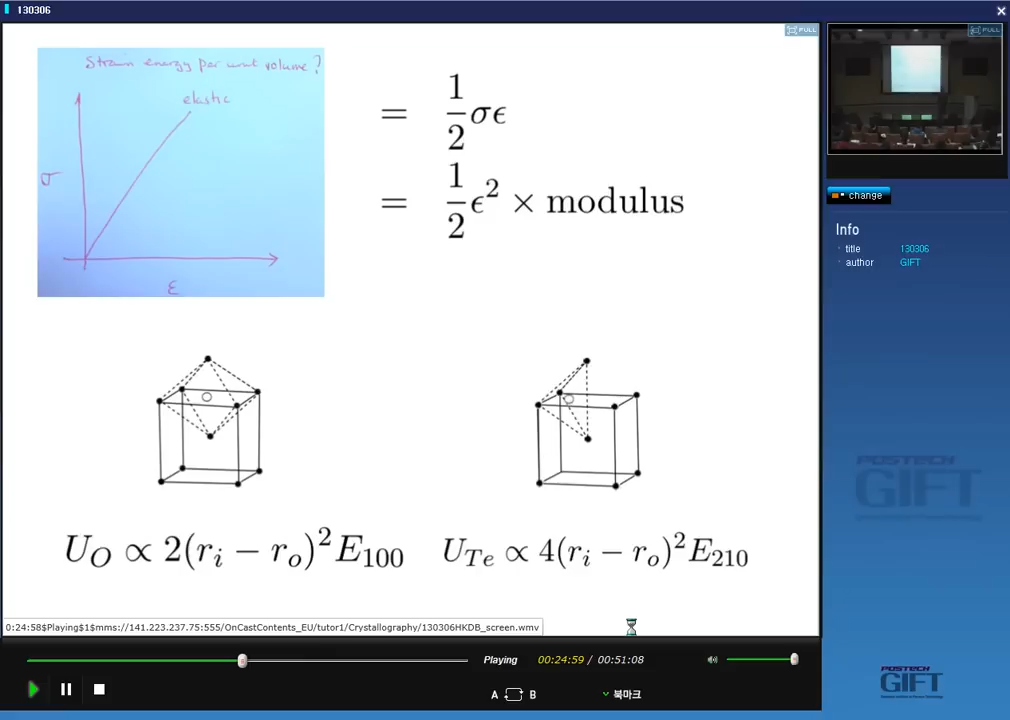 130306
FULL
FULL
Strain energy per unit volume?
elastic
σ
ε
= 1/2 σϵ
= 1/2 ϵ² × modulus
change
Info
title 130306
author GIFT
POSTECH
GIFT
U_O ∝ 2(r_i − r_o)² E_100
U_Te ∝ 4(r_i − r_o)² E_210
0:24:58$Playing$1$mms://141.223.237.75:555/OnCastContents_EU/tutor1/Crystallography/130306HKDB_screen.wmv
Playing 00:24:59 / 00:51:08
A B 북마크
POSTECH
GIFT